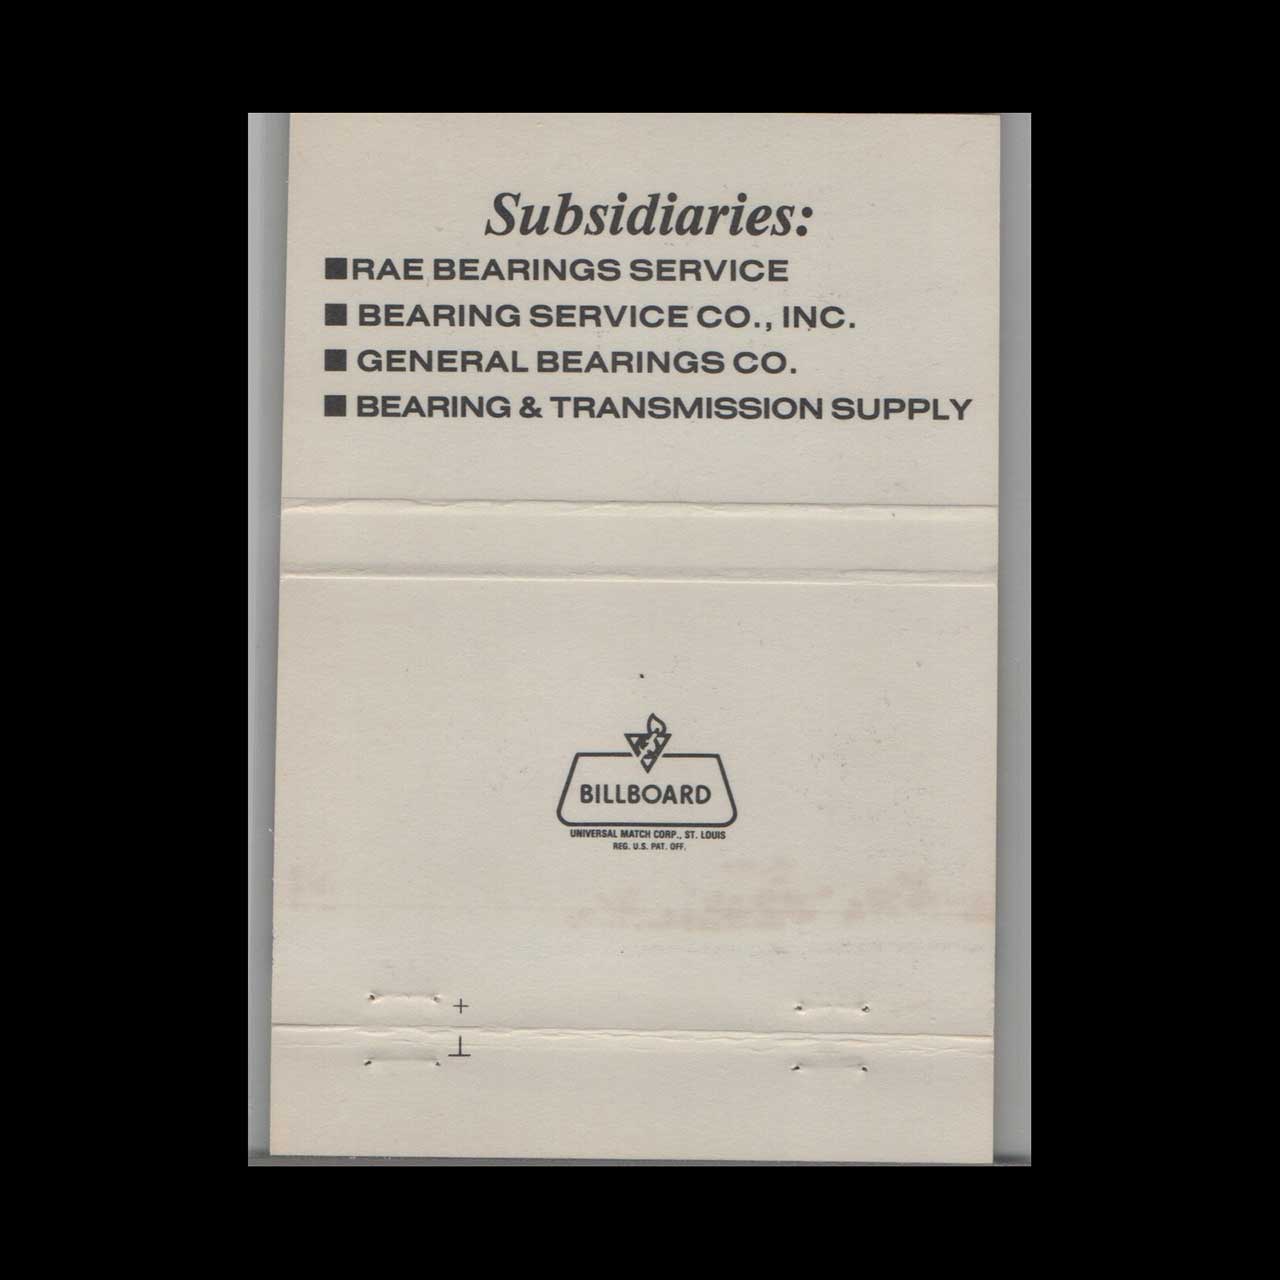 Subsidiaries:
■RAE BEARINGS SERVICE
■ BEARING SERVICE CO., INC.
■ GENERAL BEARINGS CO.
■ BEARING & TRANSMISSION SUPPLY
BILLBOARD
UNIVERSAL MATCH CORP., ST. LOUIS
REG. U.S. PAT. OFF.